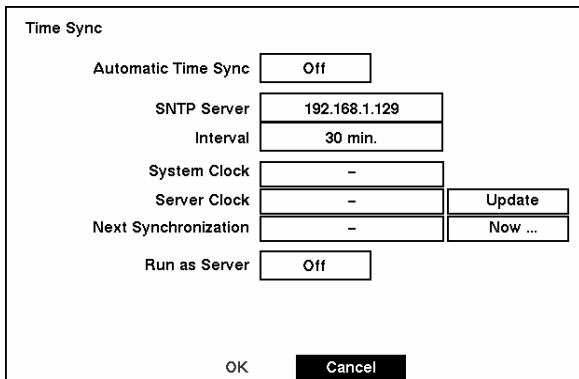 Time Sync
Automatic Time Sync Off
SNTP Server 192.168.1.129
Interval 30 min.
System Clock –
Server Clock – Update
Next Synchronization – Now ...
Run as Server Off
OK Cancel